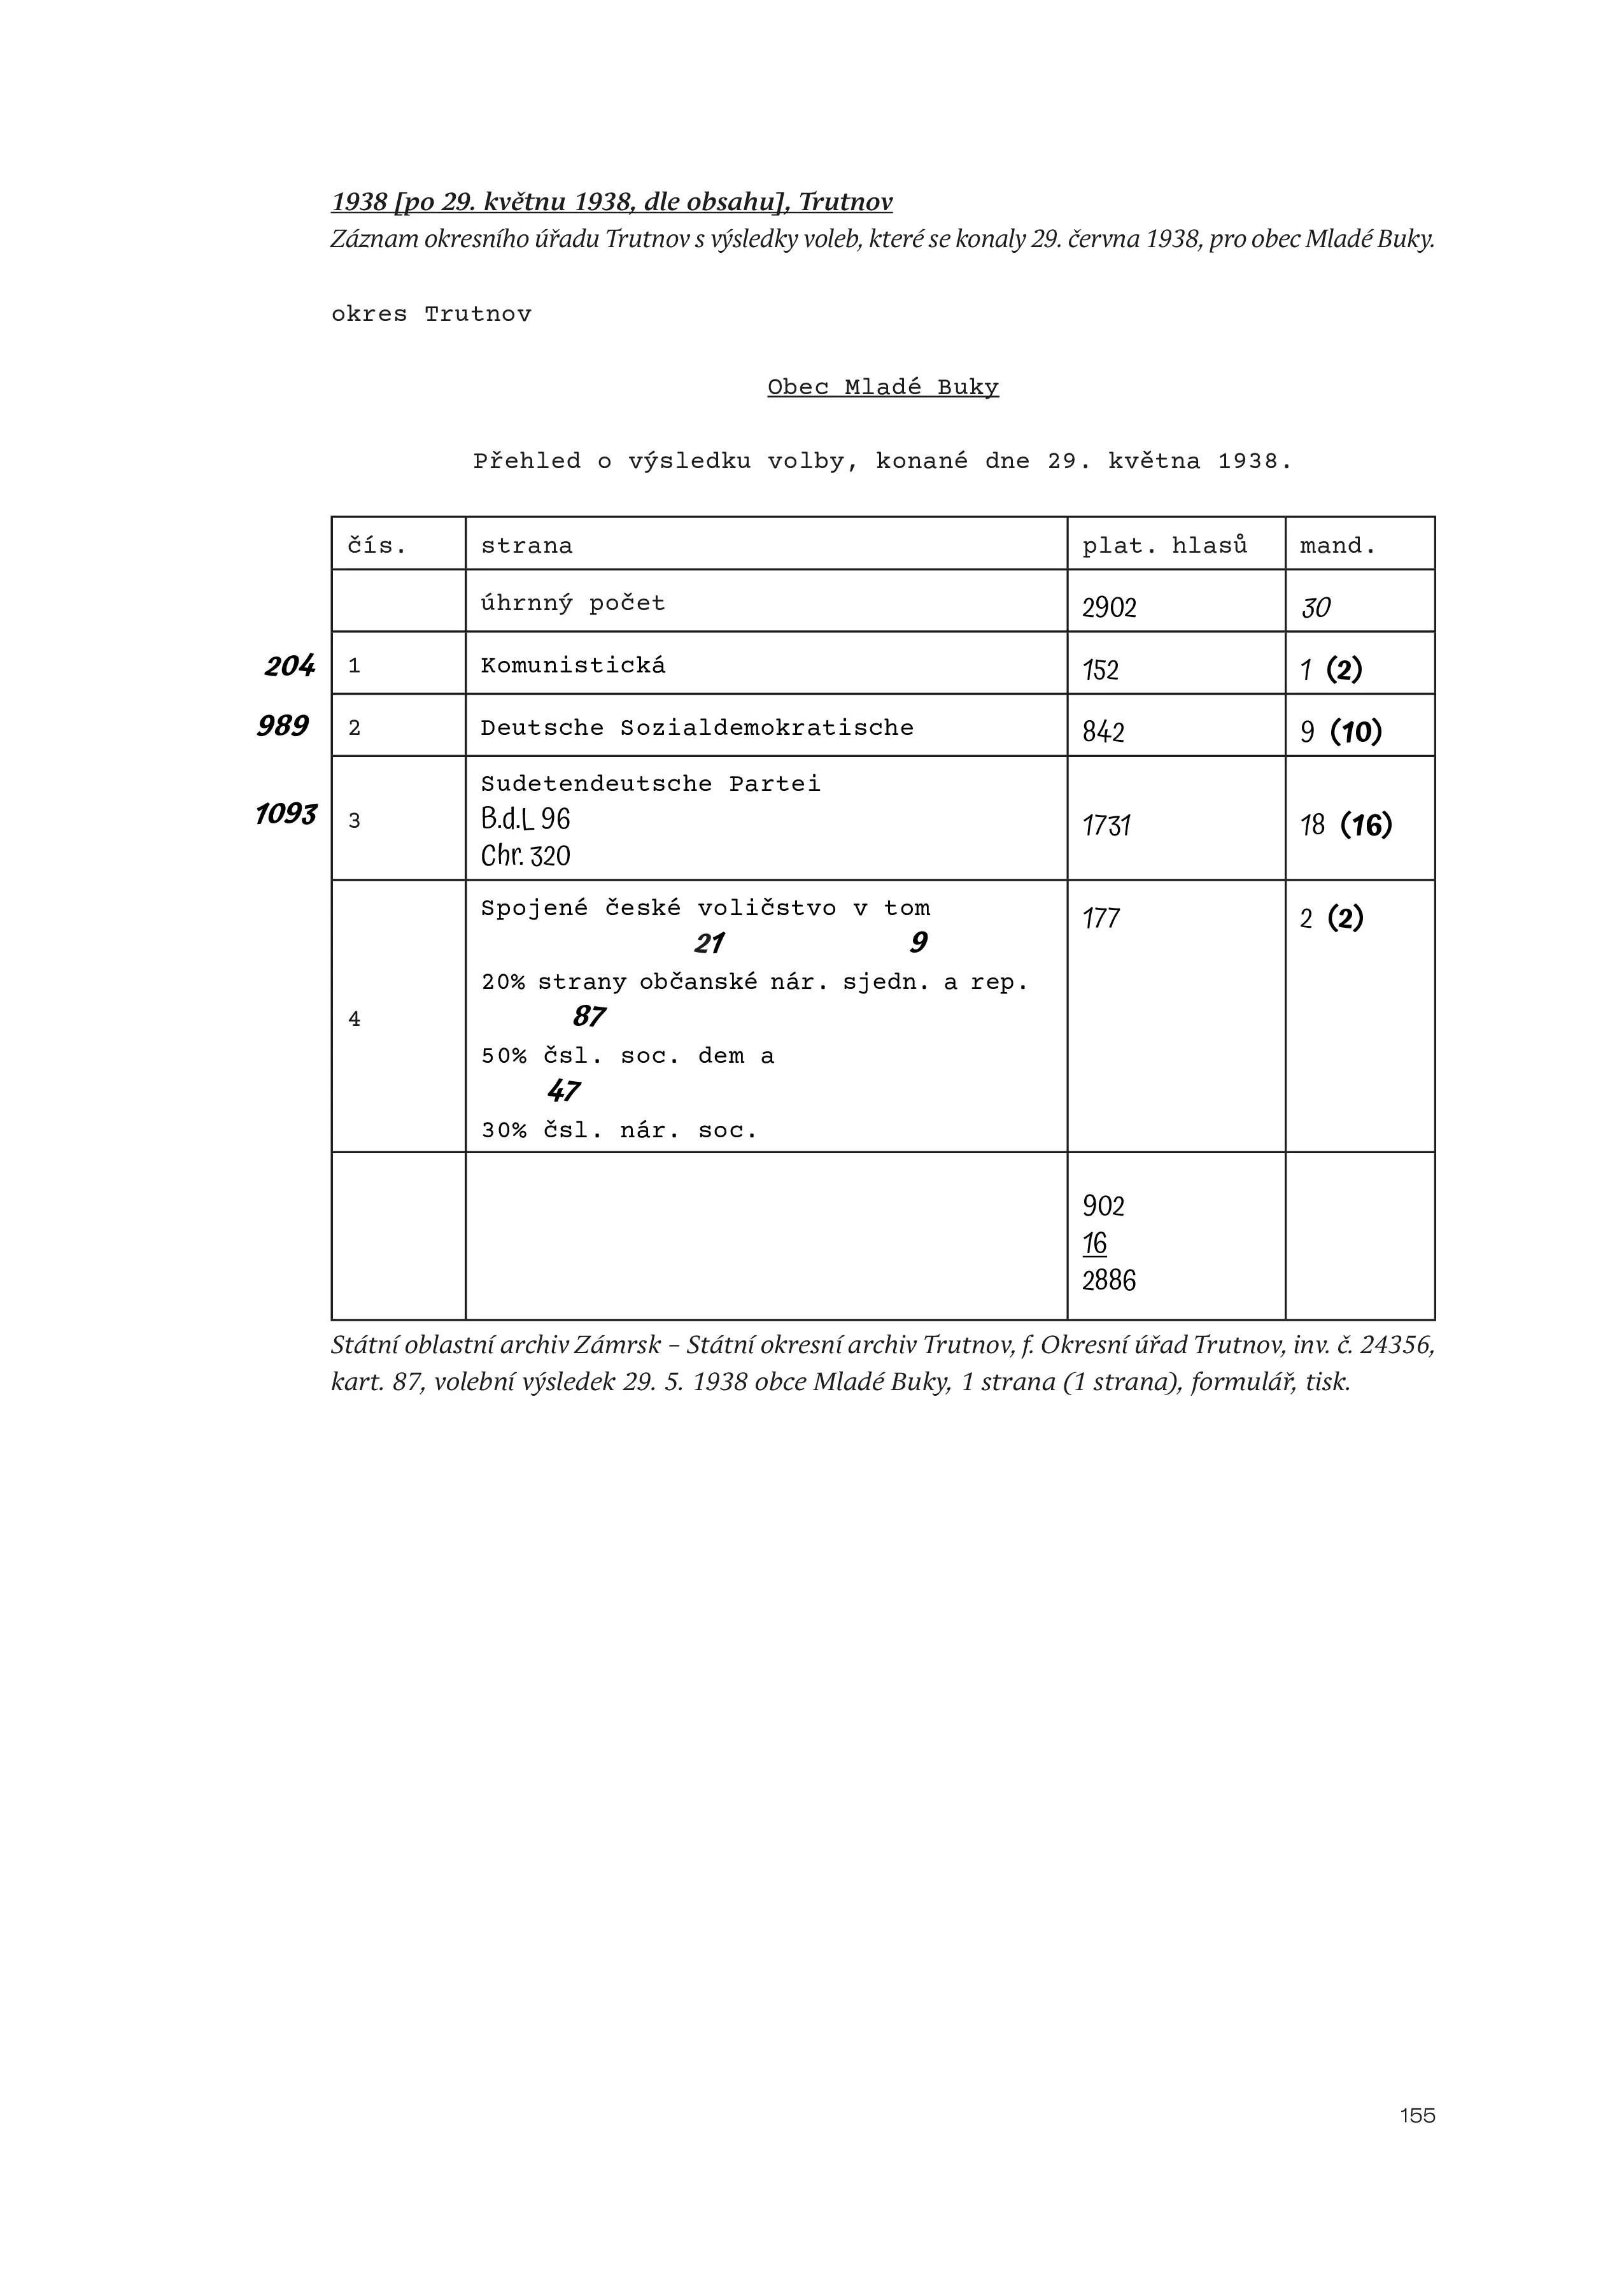 1938 [po 29. květnu 1938, dle obsahu], Trutnov
Záznam okresního úřadu Trutnov s výsledky voleb, které se konaly 29. června 1938, pro obec Mladé Buky.
okres Trutnov
Obec Mladé Buky
Přehled o výsledku volby, konané dne 29. května 1938.
čís. strana plat. hlasů mand.
úhrnný počet 2902 30
204 1 Komunistická 152 1 (2)
989 2 Deutsche Sozialdemokratische 842 9 (10)
Sudetendeutsche Partei
1093 3 B.d.L 96 1731 18 (16)
Chr. 320
Spojené české voličstvo v tom 177 2 (2)
21 9
20% strany občanské nár. sjedn. a rep.
87
4
50% čsl. soc. dem a
47
30% čsl. nár. soc.
902
16
2886
Státní oblastní archiv Zámrsk – Státní okresní archiv Trutnov, f. Okresní úřad Trutnov, inv. č. 24356,
kart. 87, volební výsledek 29. 5. 1938 obce Mladé Buky, 1 strana (1 strana), formulář, tisk.
155